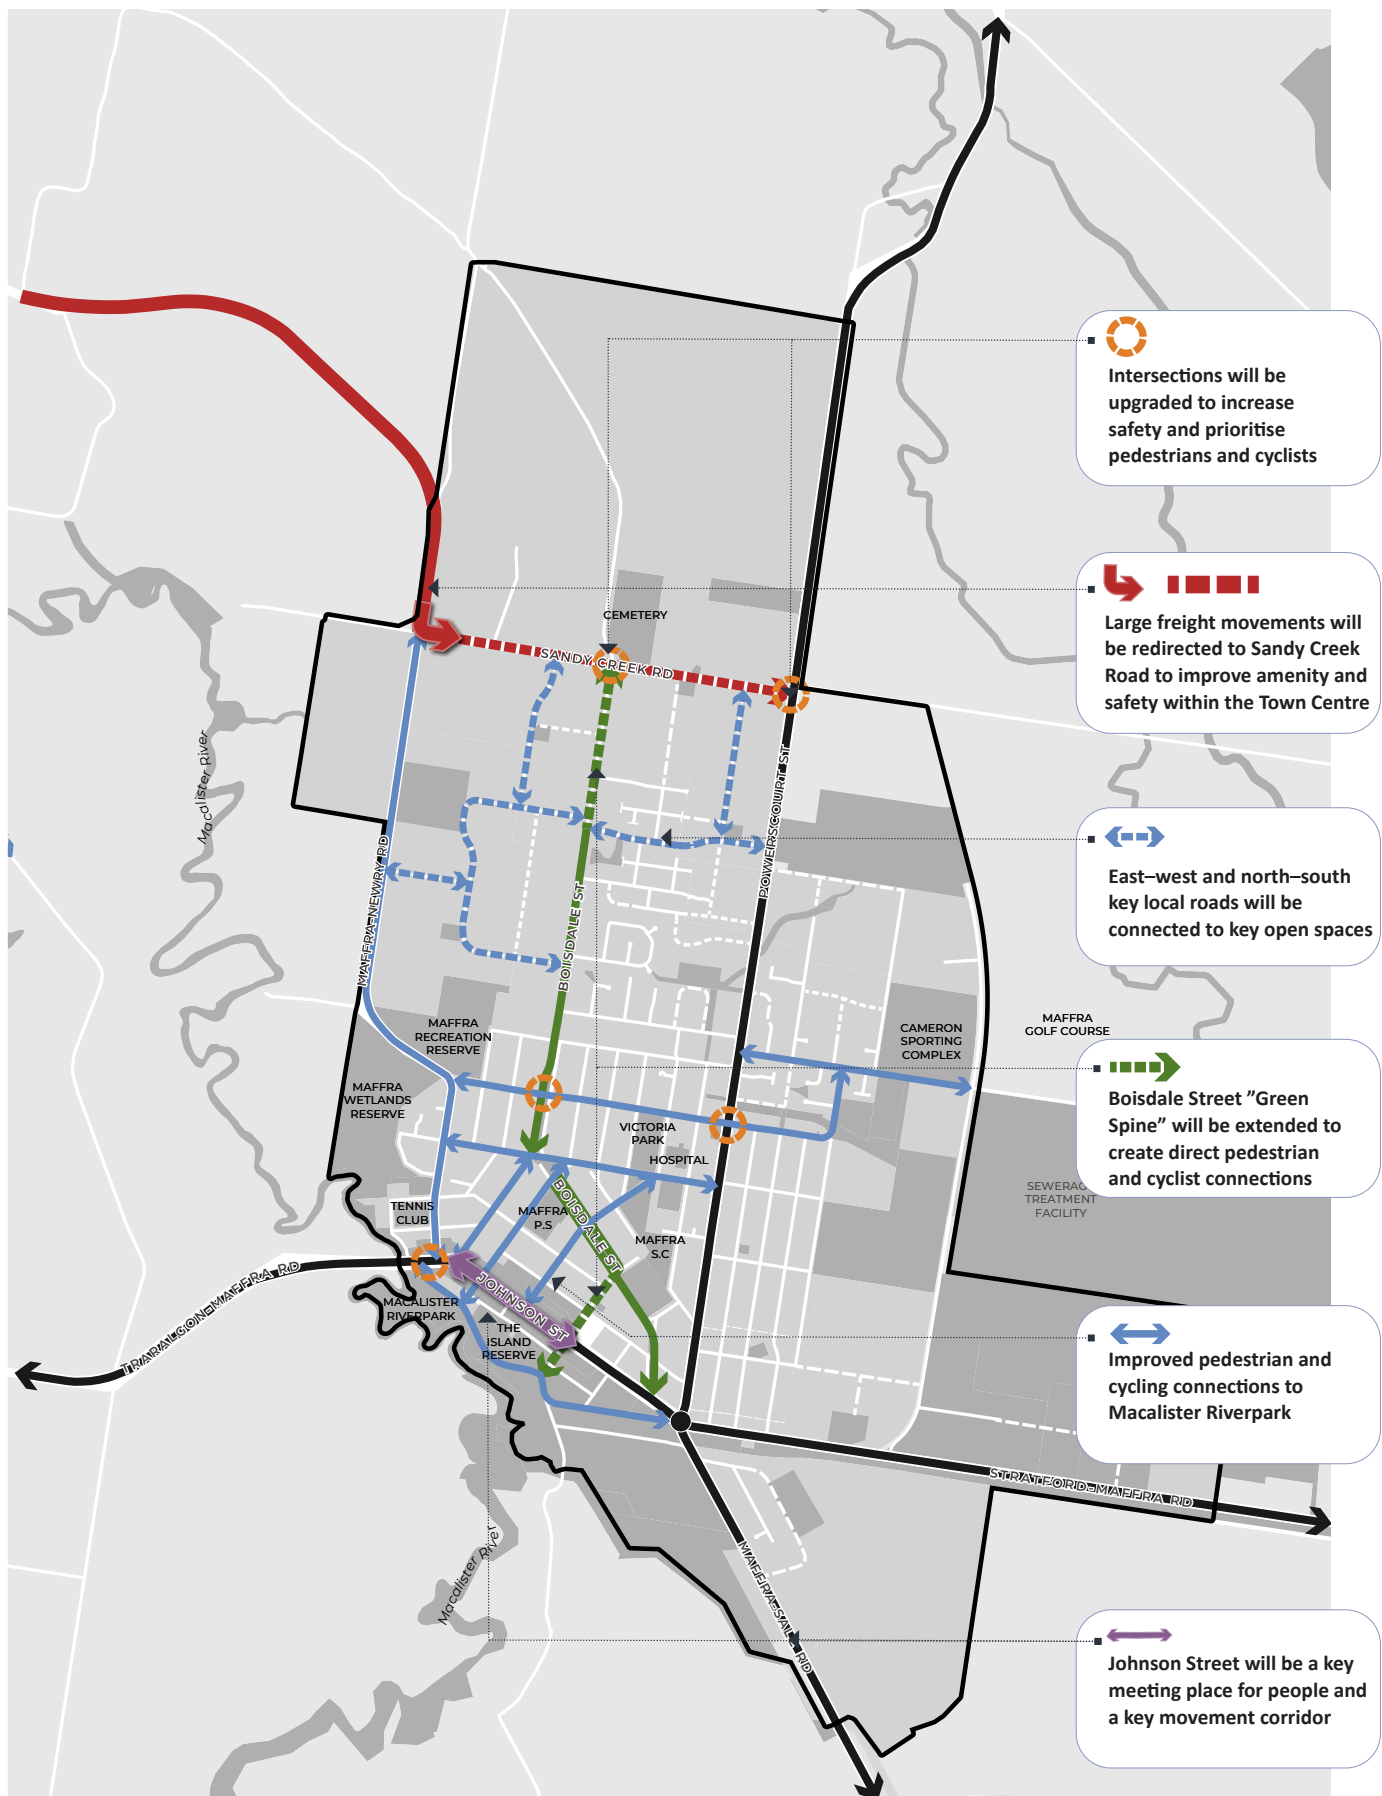 Intersections will be
upgraded to increase
safety and prioritise
pedestrians and cyclists
Large freight movements will
be redirected to Sandy Creek
Road to improve amenity and
safety within the Town Centre
East–west and north–south
key local roads will be
connected to key open spaces
Boisdale Street ”Green
Spine” will be extended to
create direct pedestrian
and cyclist connections
Improved pedestrian and
cycling connections to
Macalister Riverpark
Johnson Street will be a key
meeting place for people and
a key movement corridor
CEMETERY
SANDY CREEK RD
Macalister River
POWERSCOURT ST
MAFFRA-NEWRY RD
BOISDALE ST
MAFFRA
RECREATION
RESERVE
CAMERON
SPORTING
COMPLEX
MAFFRA
GOLF COURSE
MAFFRA
WETLANDS
RESERVE
VICTORIA
PARK
HOSPITAL
SEWERAG
TREATMENT
FACILITY
TENNIS
CLUB
MAFFRA
P.S
BOISDALE ST
MAFFRA
S.C
TRARALGON-MAFFRA RD
JOHNSON ST
MACALISTER
RIVERPARK
THE
ISLAND
RESERVE
STRATFORD-MAFFRA RD
Macalister River
MAFFRA-SALE RD